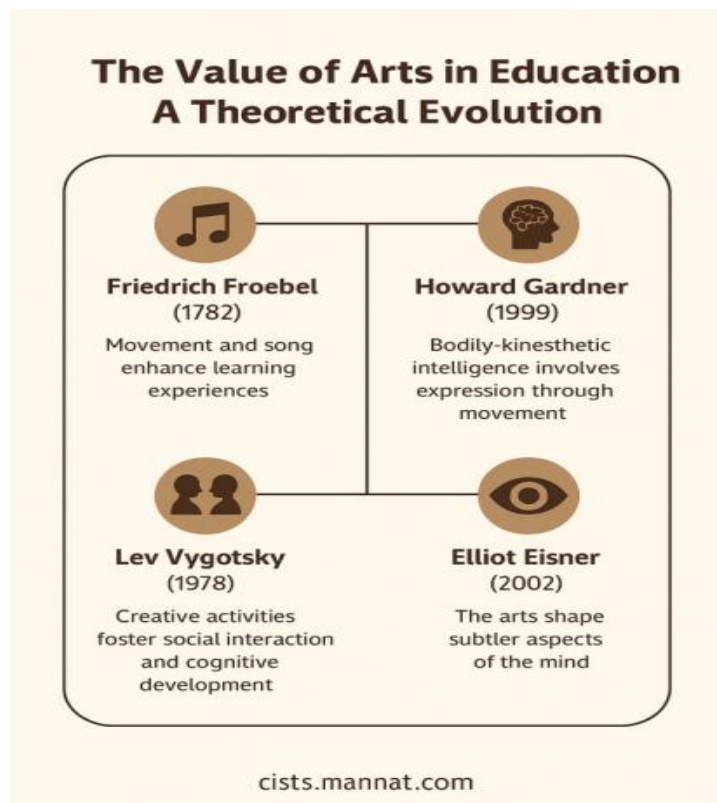 The Value of Arts in Education
A Theoretical Evolution
Friedrich Froebel
(1782)
Movement and song
enhance learning
experiences
Howard Gardner
(1999)
Bodily-kinesthetic
intelligence involves
expression through
movement
Lev Vygotsky
(1978)
Creative activities
foster social interaction
and cognitive
development
Elliot Eisner
(2002)
The arts shape
subtler aspects
of the mind
cists.mannat.com